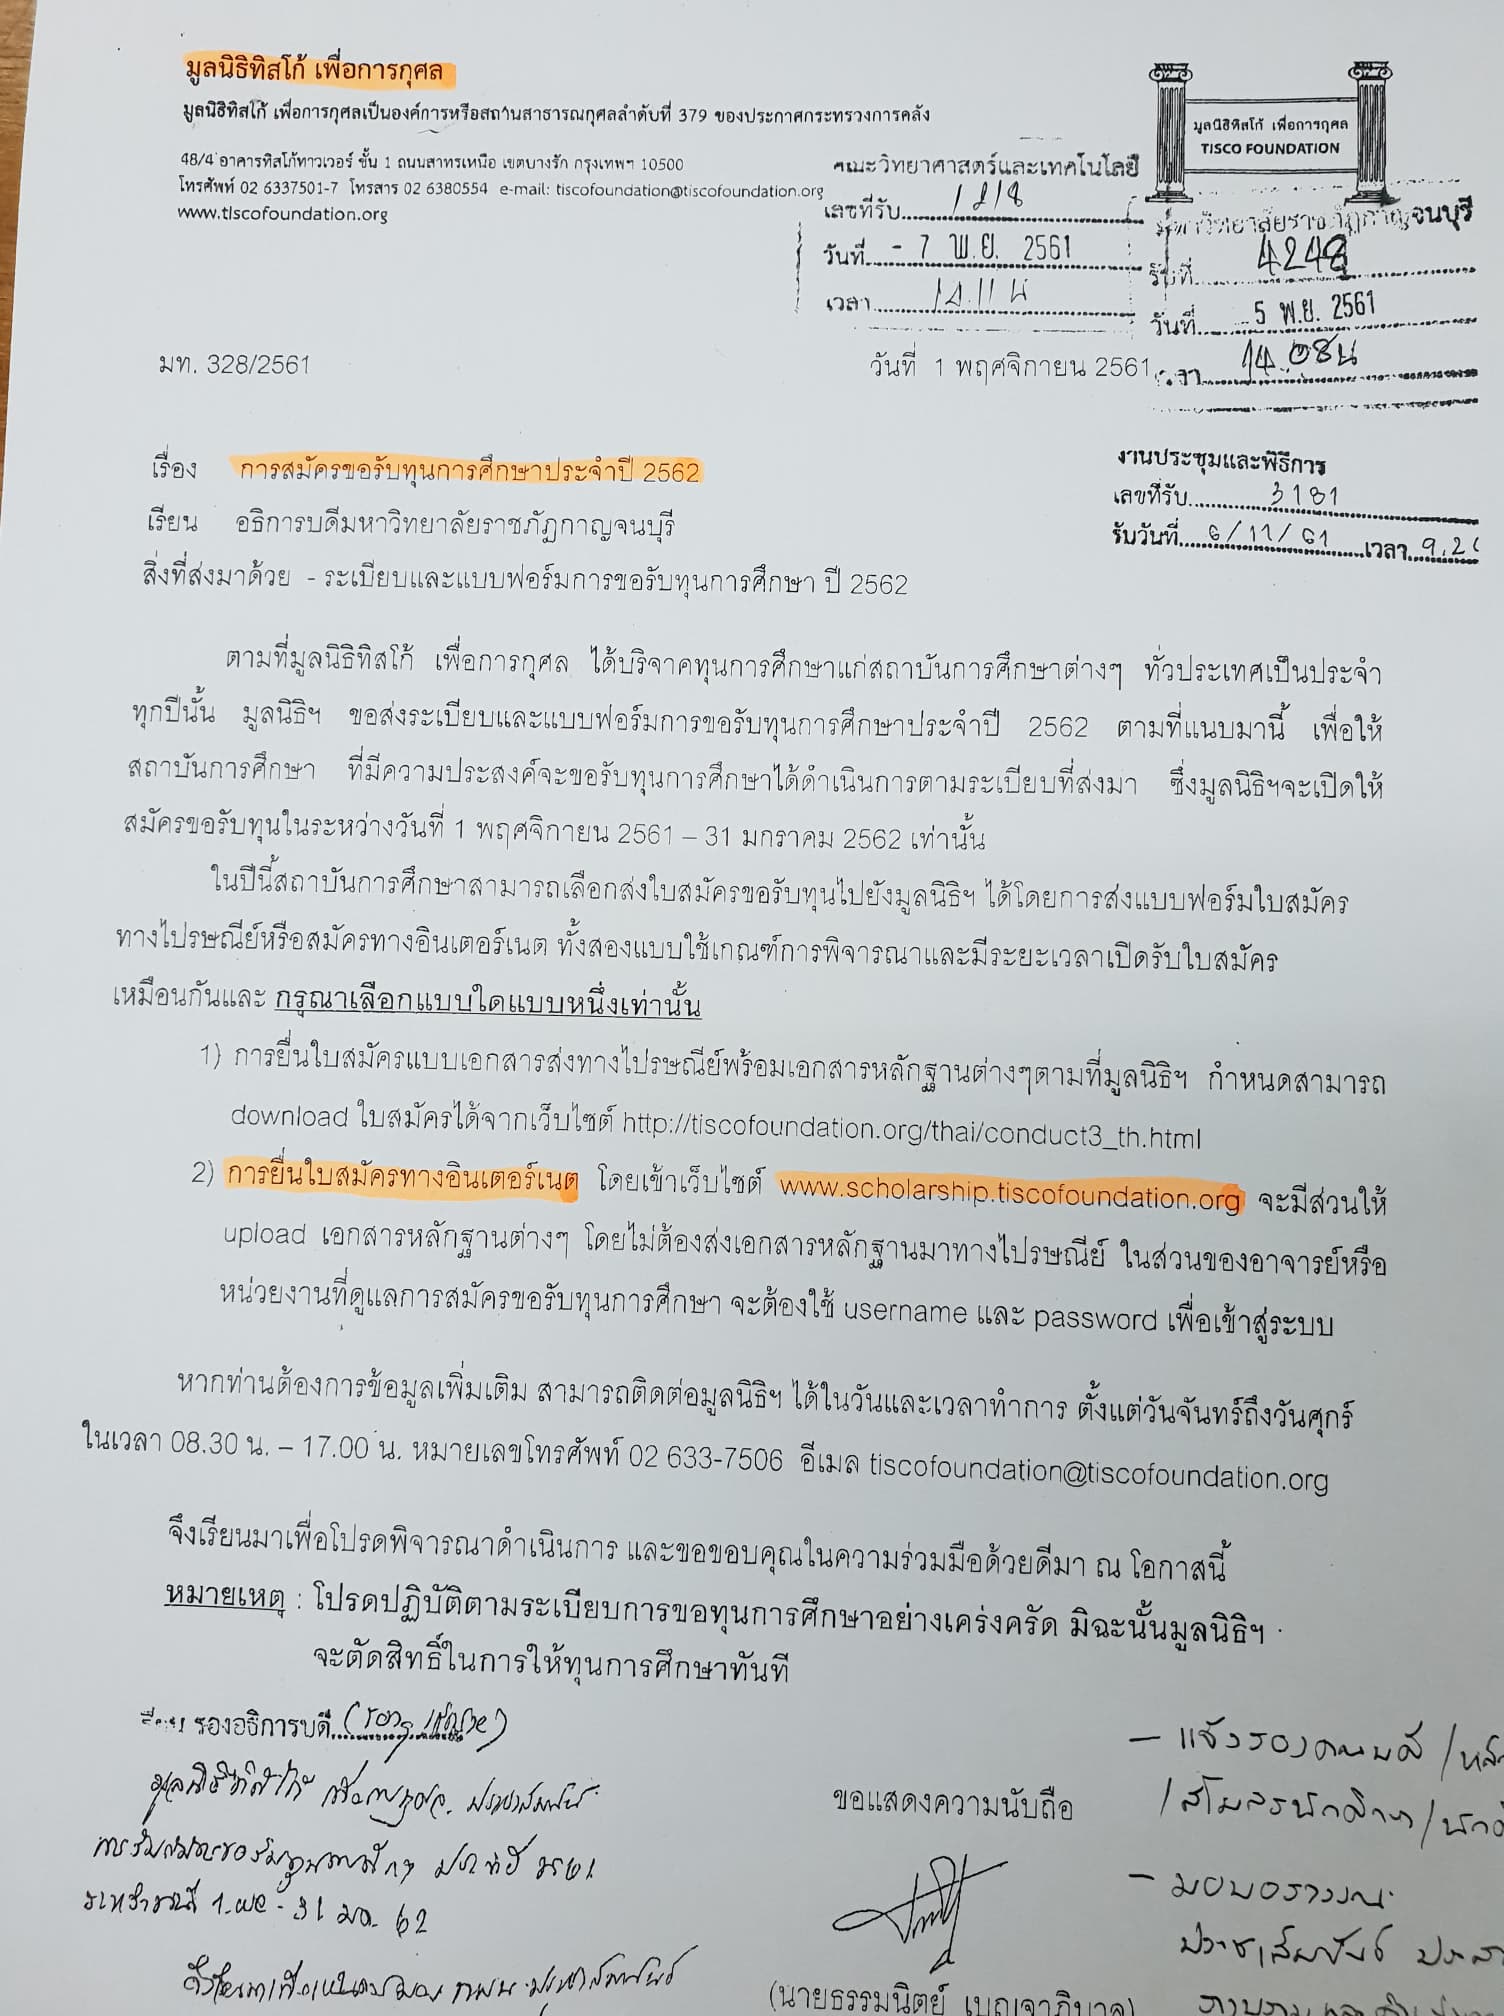 มูลนิธิทิสโก้ เพื่อการกุศล
มูลนิธิทิสโก้ เพื่อการกุศลเป็นองค์การหรือสถานสาธารณกุศลลำดับที่ 379 ของประกาศกระทรวงการคลัง
48/4 อาคารทิสโก้ทาวเวอร์ ชั้น 1 ถนนสาทรเหนือ เขตบางรัก กรุงเทพฯ 10500
โทรศัพท์ 02 6337501-7 โทรสาร 02 6380554 e-mail: tiscofoundation@tiscofoundation.org
www.tiscofoundation.org
มูลนิธิทิสโก้ เพื่อการกุศล
TISCO FOUNDATION
คณะวิทยาศาสตร์และเทคโนโลยี
เลขที่รับ 1218
วันที่ - 7 พ.ย. 2561
เวลา
มหาวิทยาลัยราชภัฏกาญจนบุรี
รับที่ 4248
วันที่ 5 พ.ย. 2561
เวลา 14.08น
มท. 328/2561
วันที่ 1 พฤศจิกายน 2561
งานประชุมและพิธีการ
เลขที่รับ 3181
รับวันที่ 6/11/61 เวลา
เรื่อง การสมัครขอรับทุนการศึกษาประจำปี 2562
เรียน อธิการบดีมหาวิทยาลัยราชภัฏกาญจนบุรี
สิ่งที่ส่งมาด้วย - ระเบียบและแบบฟอร์มการขอรับทุนการศึกษา ปี 2562
ตามที่มูลนิธิทิสโก้ เพื่อการกุศล ได้บริจาคทุนการศึกษาแก่สถาบันการศึกษาต่างๆ ทั่วประเทศเป็นประจำ
ทุกปีนั้น มูลนิธิฯ ขอส่งระเบียบและแบบฟอร์มการขอรับทุนการศึกษาประจำปี 2562 ตามที่แนบมานี้ เพื่อให้
สถาบันการศึกษา ที่มีความประสงค์จะขอรับทุนการศึกษาได้ดำเนินการตามระเบียบที่ส่งมา ซึ่งมูลนิธิฯจะเปิดให้
สมัครขอรับทุนในระหว่างวันที่ 1 พฤศจิกายน 2561 – 31 มกราคม 2562 เท่านั้น
ในปีนี้สถาบันการศึกษาสามารถเลือกส่งใบสมัครขอรับทุนไปยังมูลนิธิฯ ได้โดยการส่งแบบฟอร์มใบสมัคร
ทางไปรษณีย์หรือสมัครทางอินเตอร์เนต ทั้งสองแบบใช้เกณฑ์การพิจารณาและมีระยะเวลาเปิดรับใบสมัคร
เหมือนกันและ กรุณาเลือกแบบใดแบบหนึ่งเท่านั้น
1) การยื่นใบสมัครแบบเอกสารส่งทางไปรษณีย์พร้อมเอกสารหลักฐานต่างๆตามที่มูลนิธิฯ กำหนดสามารถ
download ใบสมัครได้จากเว็บไซต์ http://tiscofoundation.org/thai/conduct3_th.html
2) การยื่นใบสมัครทางอินเตอร์เนต โดยเข้าเว็บไซต์ www.scholarship.tiscofoundation.org จะมีส่วนให้
upload เอกสารหลักฐานต่างๆ โดยไม่ต้องส่งเอกสารหลักฐานมาทางไปรษณีย์ ในส่วนของอาจารย์หรือ
หน่วยงานที่ดูแลการสมัครขอรับทุนการศึกษา จะต้องใช้ username และ password เพื่อเข้าสู่ระบบ
หากท่านต้องการข้อมูลเพิ่มเติม สามารถติดต่อมูลนิธิฯ ได้ในวันและเวลาทำการ ตั้งแต่วันจันทร์ถึงวันศุกร์
ในเวลา 08.30 น. – 17.00 น. หมายเลขโทรศัพท์ 02 633-7506 อีเมล tiscofoundation@tiscofoundation.org
จึงเรียนมาเพื่อโปรดพิจารณาดำเนินการ และขอขอบคุณในความร่วมมือด้วยดีมา ณ โอกาสนี้
หมายเหตุ : โปรดปฏิบัติตามระเบียบการขอทุนการศึกษาอย่างเคร่งครัด มิฉะนั้นมูลนิธิฯ
จะตัดสิทธิ์ในการให้ทุนการศึกษาทันที
เรียน รองอธิการบดี
มูลนิธิทิสโก้ เพื่อการกุศล ประชาสัมพันธ์
1 พย - 31 มค. 62
ขอแสดงความนับถือ
(นายธรรมนิตย์ เบญจาภิบาล)
- แจ้งรองคณบดี /
/สโมสรนักศึกษา/
- มอบอรวรรณ
ประชาสัมพันธ์